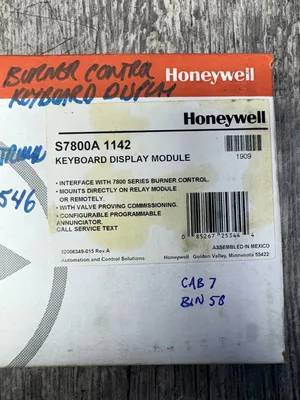 BURNER CONTROL
KEYBOARD DISPLAY
Honeywell
Honeywell
S7800A 1142
KEYBOARD DISPLAY MODULE
1909
• INTERFACE WITH 7800 SERIES BURNER CONTROL.
• MOUNTS DIRECTLY ON RELAY MODULE
OR REMOTELY.
• WITH VALVE PROVING COMMISSIONING.
• CONFIGURABLE PROGRAMMABLE
ANNUNCIATOR.
CALL SERVICE TEXT
546
0 85267 25344 4
32006349-015 Rev.A
ASSEMBLED IN MEXICO
Automation and Control Solutions
Honeywell Golden Valley, Minnesota 55422
CAB 7
BIN 58